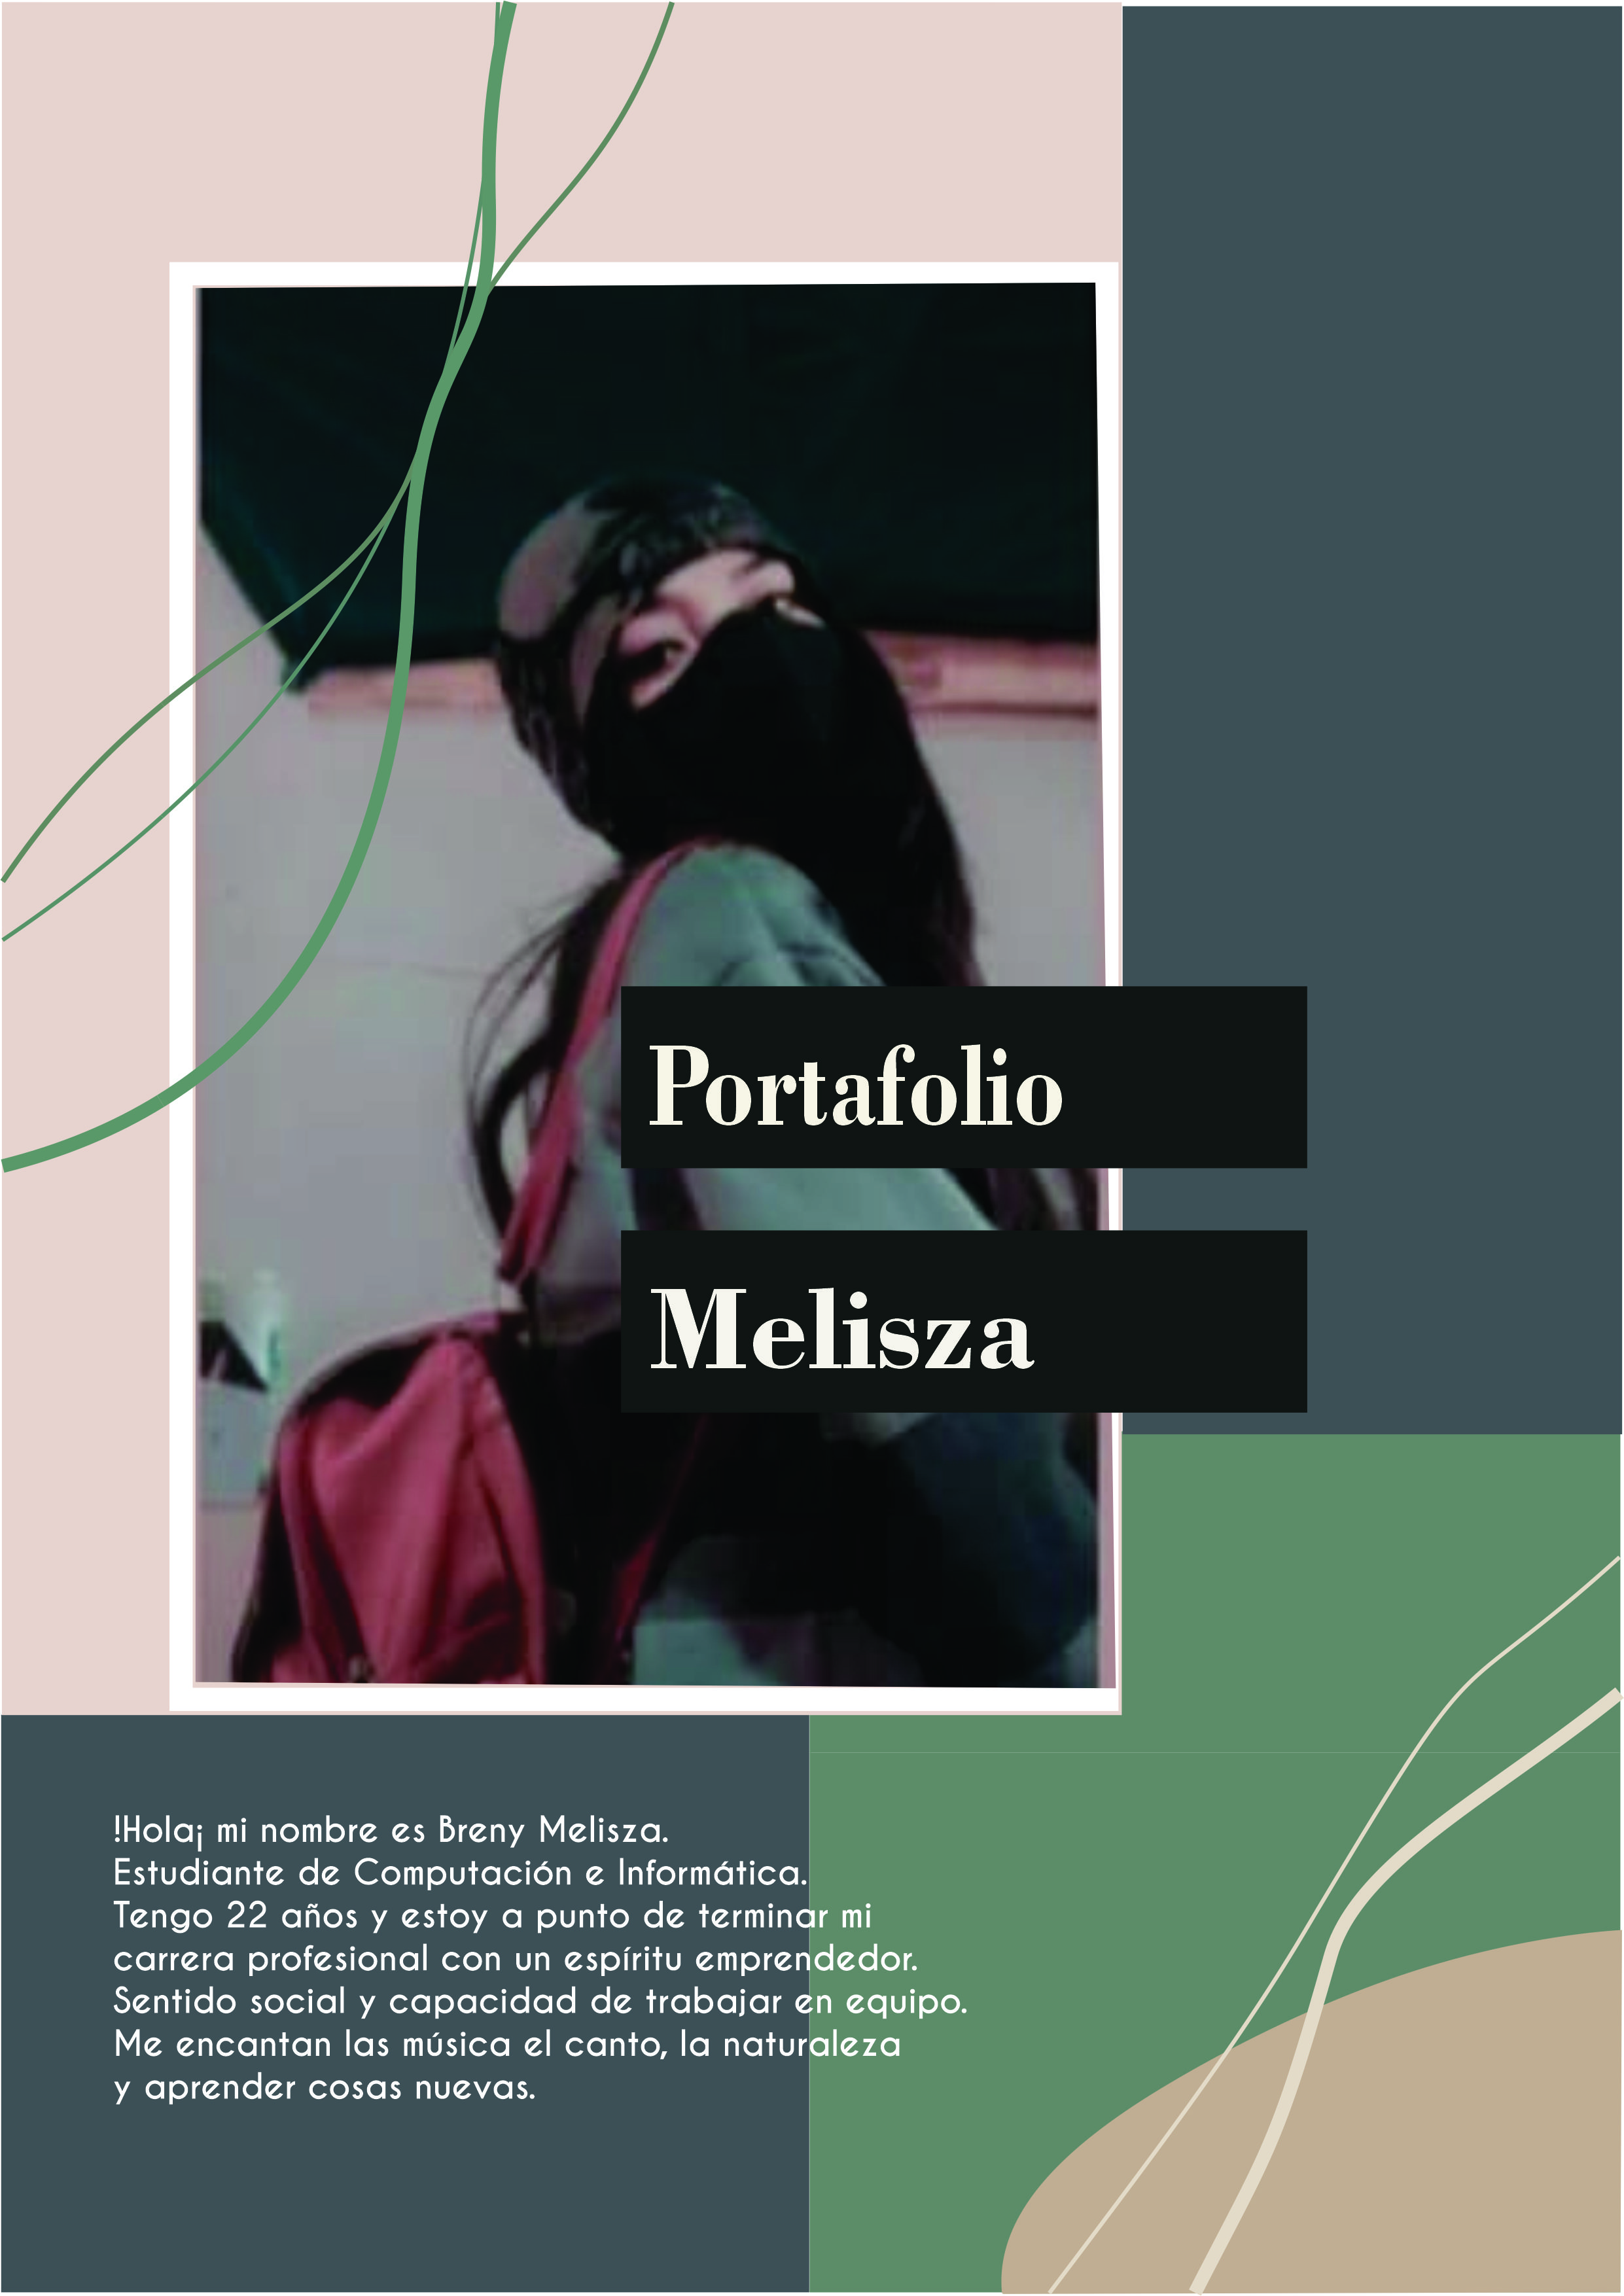 Portafolio
Melisza
!Hola¡ mi nombre es Breny Melisza.
Estudiante de Computación e Informática.
Tengo 22 años y estoy a punto de terminar mi
carrera profesional con un espíritu emprendedor.
Sentido social y capacidad de trabajar en equipo.
Me encantan las música el canto, la naturaleza
y aprender cosas nuevas.